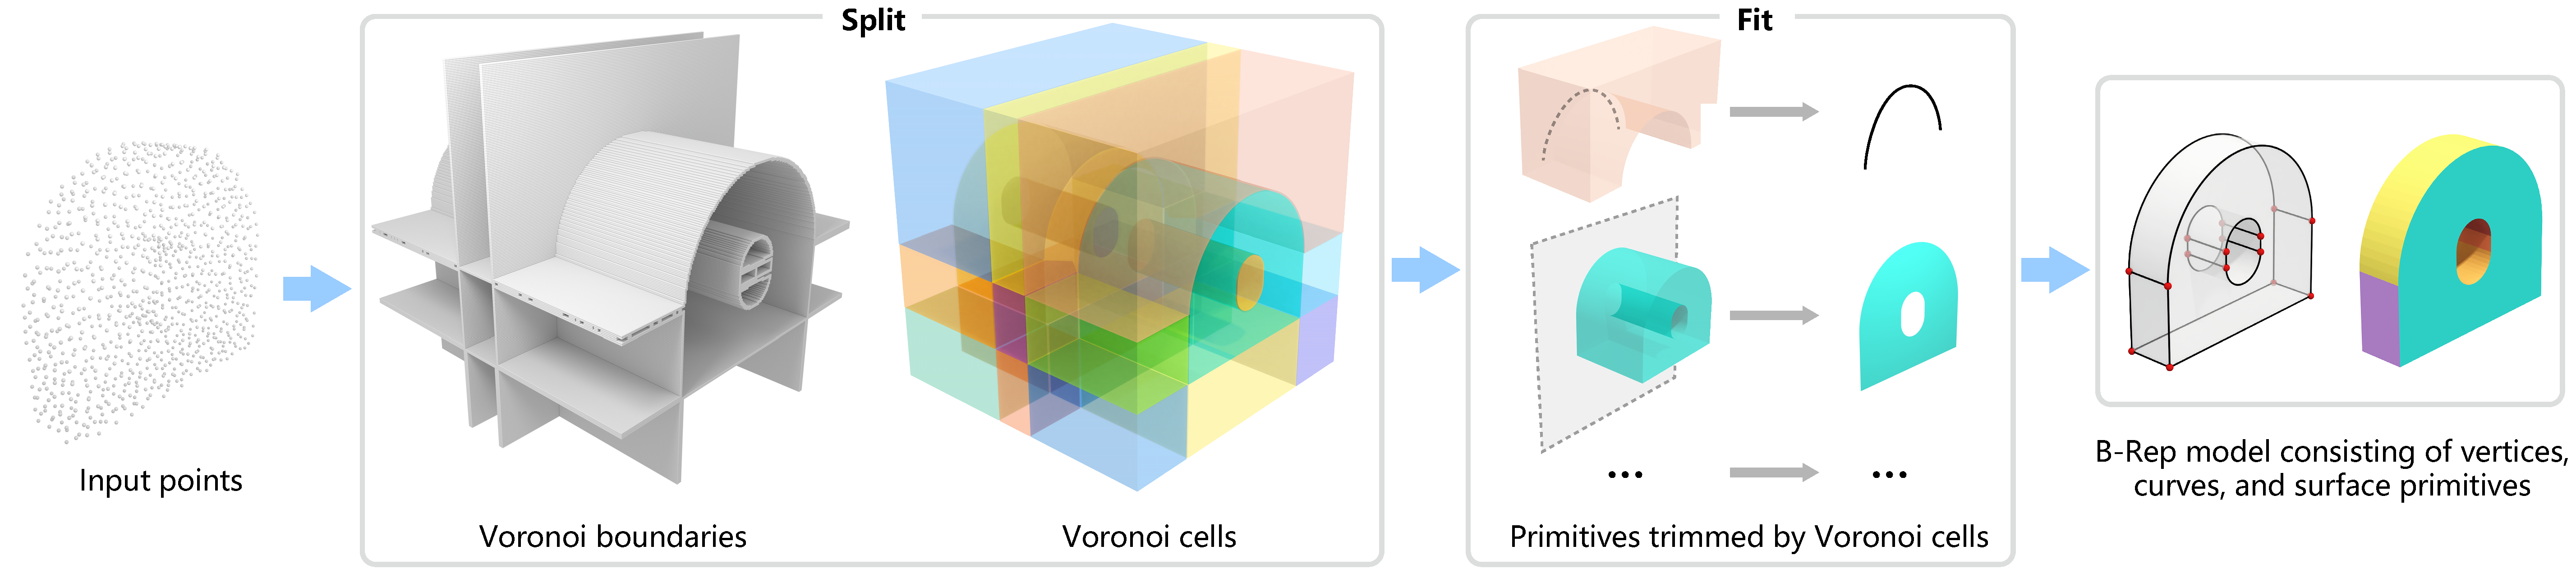 Split
Fit
Input points
Voronoi boundaries
Voronoi cells
...
...
Primitives trimmed by Voronoi cells
B-Rep model consisting of vertices,
curves, and surface primitives